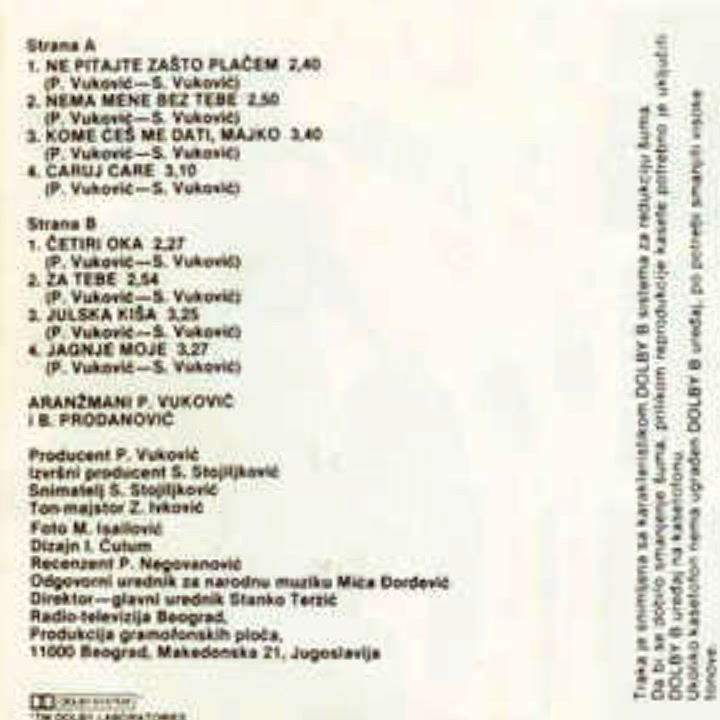 Strana A
1. NE PITAJTE ZAŠTO PLAČEM 2,40
(P. Vuković—S. Vuković)
2. NEMA MENE BEZ TEBE 2,50
(P. Vuković—S. Vuković)
3. KOME ĆEŠ ME DATI, MAJKO 3,40
(P. Vuković—S. Vuković)
4. CARUJ CARE 3,10
(P. Vuković—S. Vuković)
Strana B
1. ČETIRI OKA 2,27
(P. Vuković—S. Vuković)
2. ZA TEBE 2,54
(P. Vuković—S. Vuković)
3. JULSKA KIŠA 3,25
(P. Vuković—S. Vuković)
4. JAGNJE MOJE 3,27
(P. Vuković—S. Vuković)
ARANŽMANI P. VUKOVIĆ
I B. PRODANOVIĆ
Producent P. Vuković
Izvršni producent S. Stojiljković
Snimatelj S. Stojiljković
Ton-majstor Z. Ivković
Foto M. Isailović
Dizajn I. Ćulum
Recenzent P. Negovanović
Odgovorni urednik za narodnu muziku Mića Đorđević
Direktor—glavni urednik Stanko Terzić
Radio-televizija Beograd,
Produkcija gramofonskih ploča,
11000 Beograd, Makedonska 21, Jugoslavija
DOLBY SYSTEM
*TM DOLBY LABORATORIES
Traka je snimljena sa karakteristikom DOLBY B sistema za redukciju šuma.
Da bi se dobilo smanjenje šuma, prilikom reprodukcije kasete potrebno je uključiti
DOLBY B uređaj na kasetofonu.
Ukoliko kasetofon nema ugrađen DOLBY B uređaj, po potrebi smanjiti visoke
tonove.